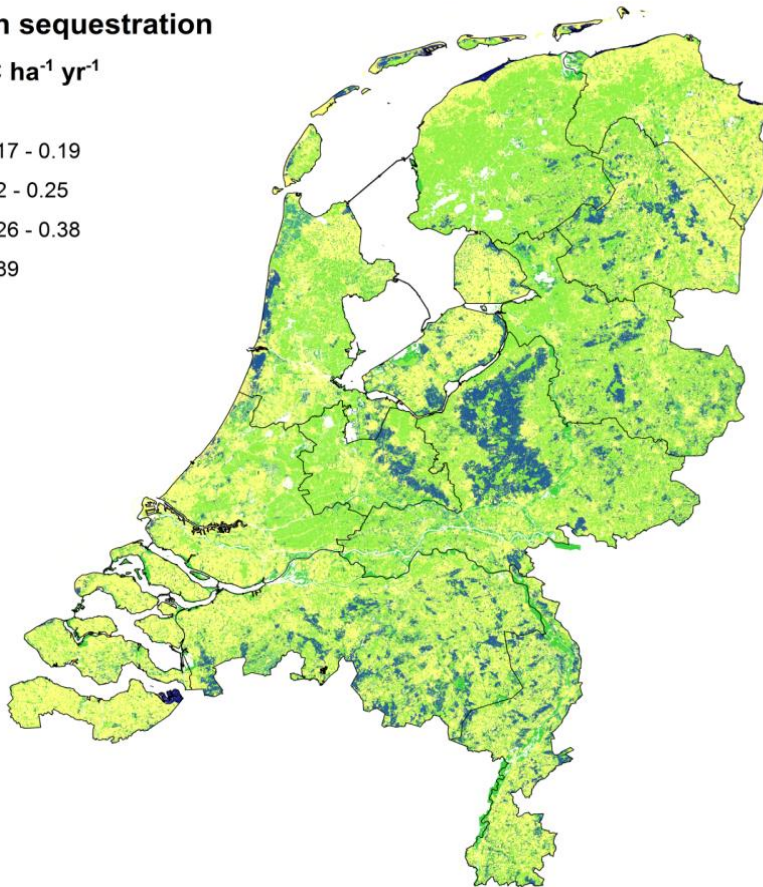 n sequestration
ha⁻¹ yr⁻¹
17 - 0.19
2 - 0.25
26 - 0.38
39